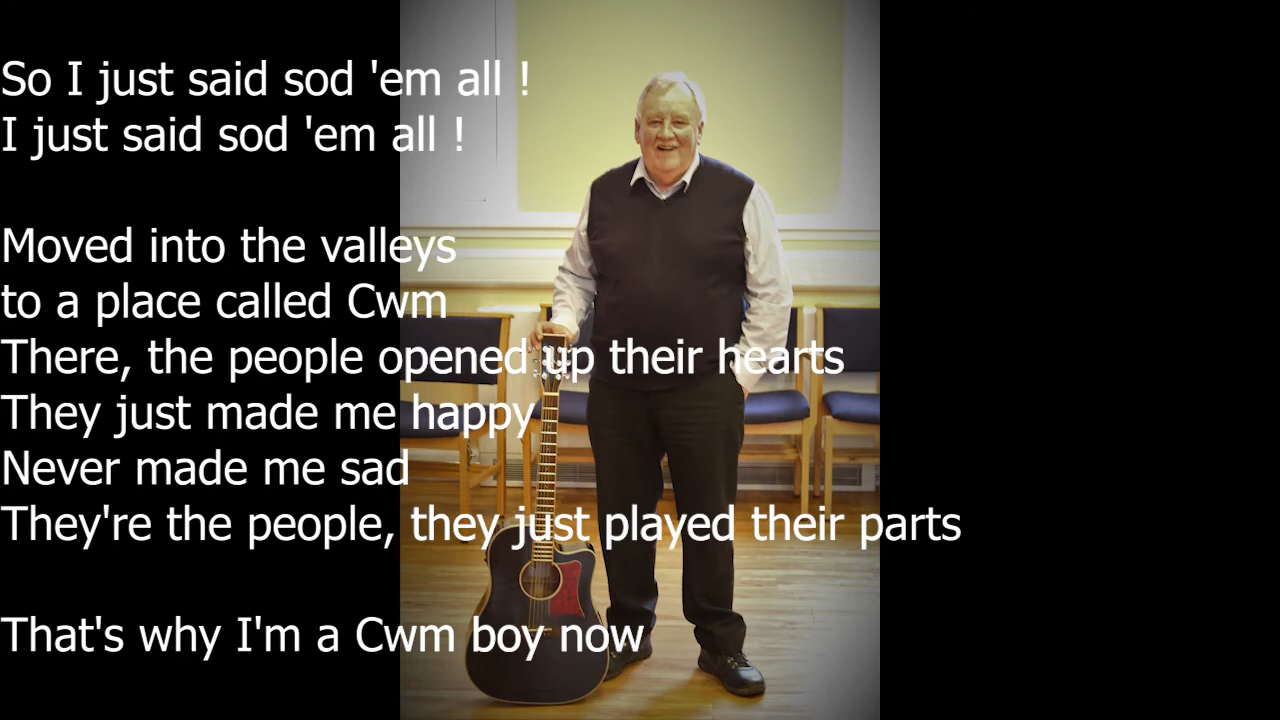 So I just said sod 'em all !
I just said sod 'em all !
Moved into the valleys
to a place called Cwm
There, the people opened up their hearts
They just made me happy
Never made me sad
They're the people, they just played their parts
That's why I'm a Cwm boy now